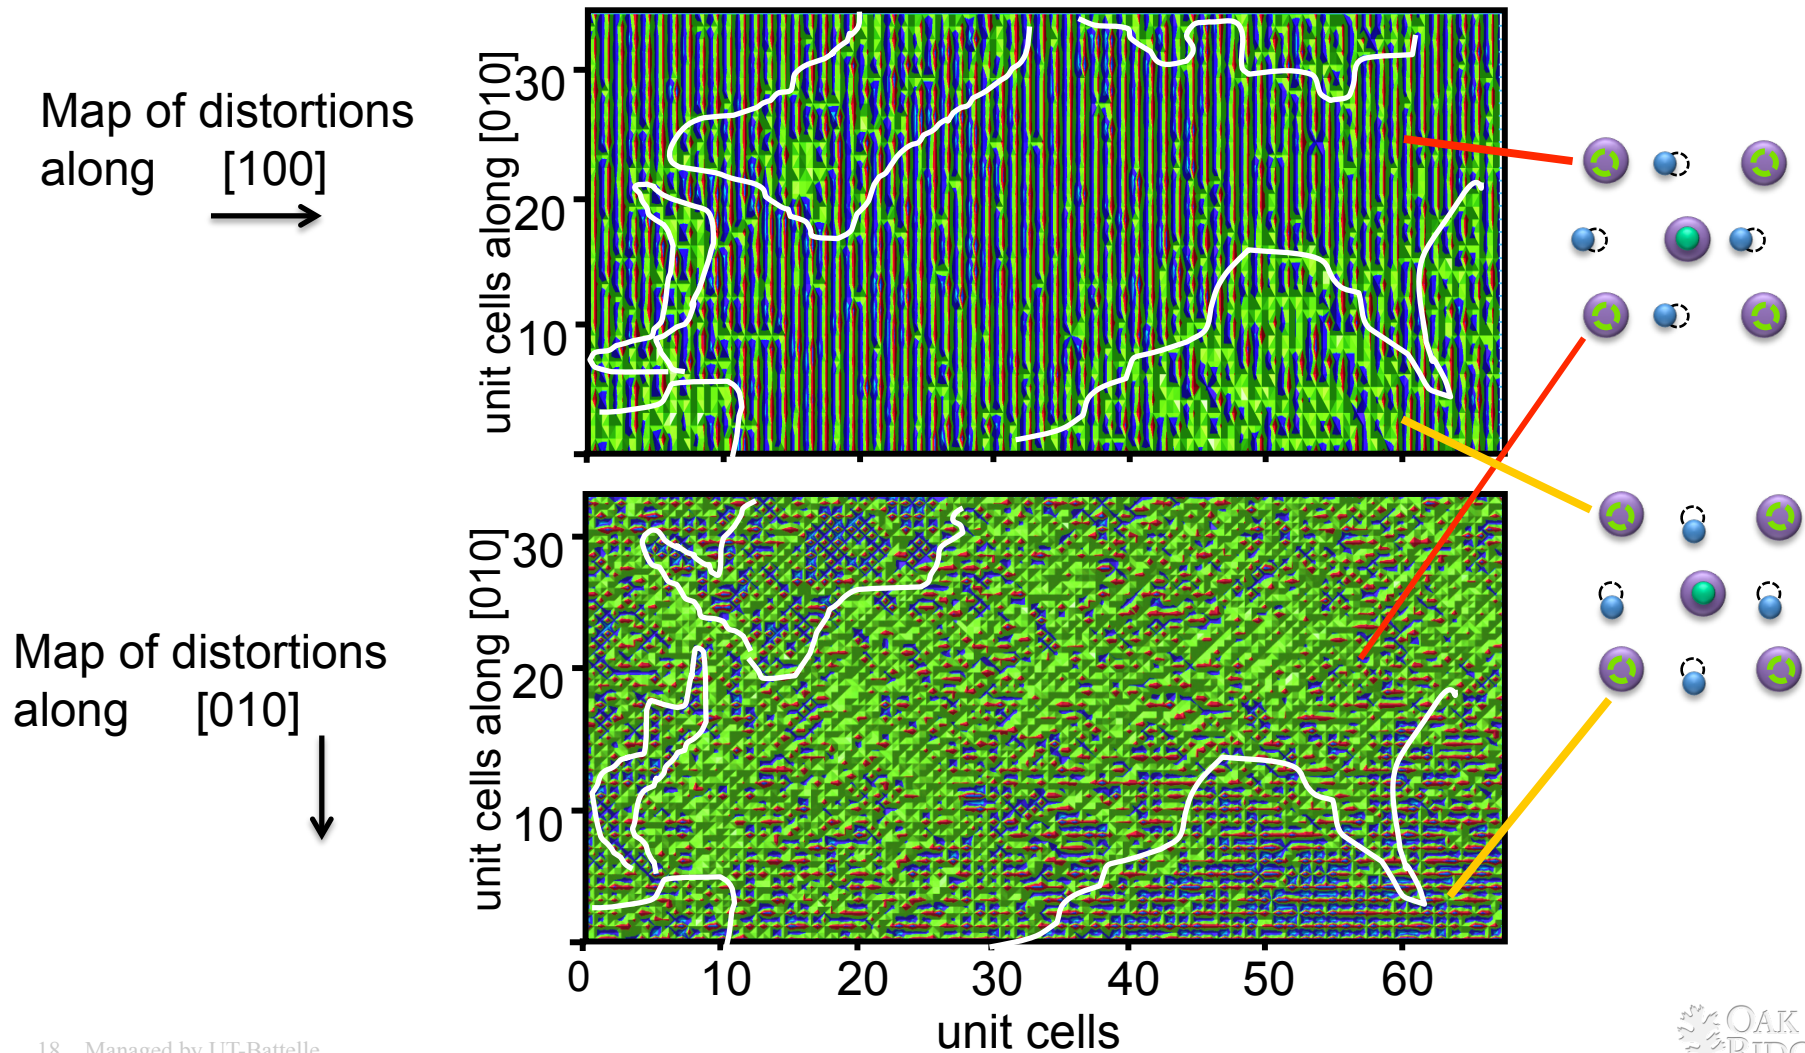 Map of distortions
along [100]
unit cells along [010]
30
20
10
Map of distortions
along [010]
unit cells along [010]
30
20
10
0 10 20 30 40 50 60
unit cells
18 Managed by UT-Battelle
OAK